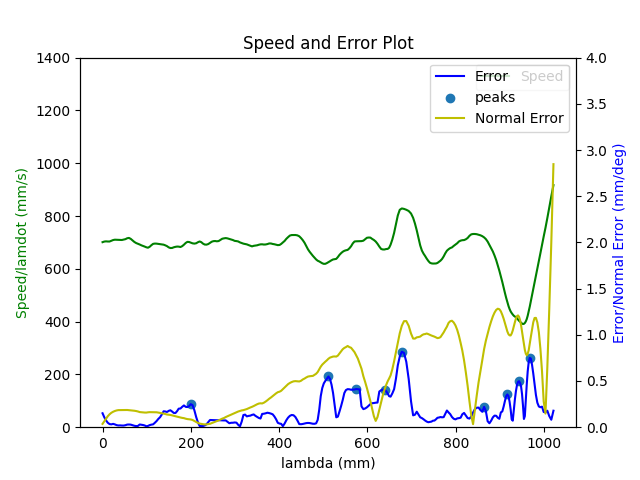 Speed and Error Plot
1400
1200
1000
800
600
400
200
0
Speed/lamdot (mm/s)
4.0
3.5
3.0
2.5
2.0
1.5
1.0
0.5
0.0
Error/Normal Error (mm/deg)
Error
Speed
peaks
Normal Error
0 200 400 600 800 1000
lambda (mm)